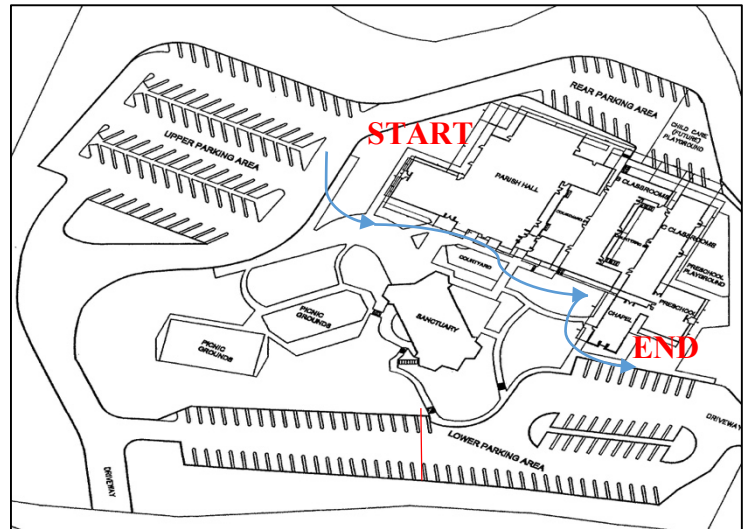 REAR PARKING AREA
CHILD CARE
(FUTURE)
PLAYGROUND
START
UPPER PARKING AREA
PARISH HALL
CLASSROOMS
COURTYARD
CLASSROOMS
PRESCHOOL
PLAYGROUND
COURTYARD
PRESCHOOL
PICNIC
GROUNDS
SANCTUARY
CHAPEL
PICNIC
GROUNDS
END
DRIVEWAY
LOWER PARKING AREA
DRIVEWAY